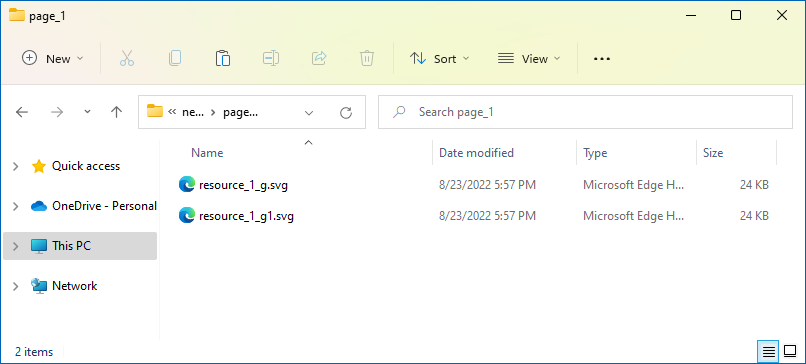 page_1
New Sort View
« ne... page...
Search page_1
Name Date modified Type Size
Quick access
resource_1_g.svg 8/23/2022 5:57 PM Microsoft Edge H... 24 KB
OneDrive - Personal
resource_1_g1.svg 8/23/2022 5:57 PM Microsoft Edge H... 24 KB
This PC
Network
2 items